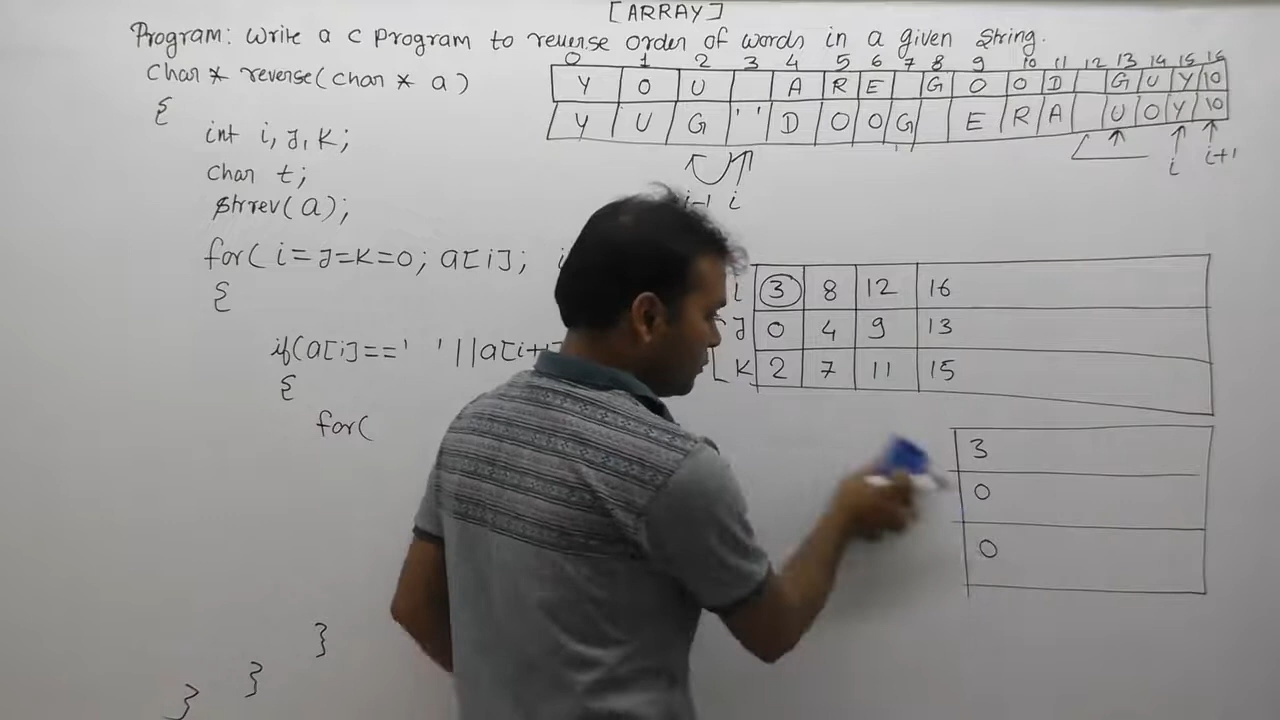 [ARRAY]
Program: Write a C program to reverse order of words in a given string.
0 1 2 3 4 5 6 7 8 9 10 11 12 13 14 15 16
Char* reverse(char* a)
Y O U A R E G O O D G U Y \0
Y U G ' ' D O O G E R A U O Y \0
{
int i, J, K;
i i+1
char t;
strrev(a);
i-1 i
for( i=J=K=0; a[i]; i
{
i 3 8 12 16
J 0 4 9 13
if(a[i]==' '||a[i+1]
K 2 7 11 15
{
for(
3
0
0
}
}
}